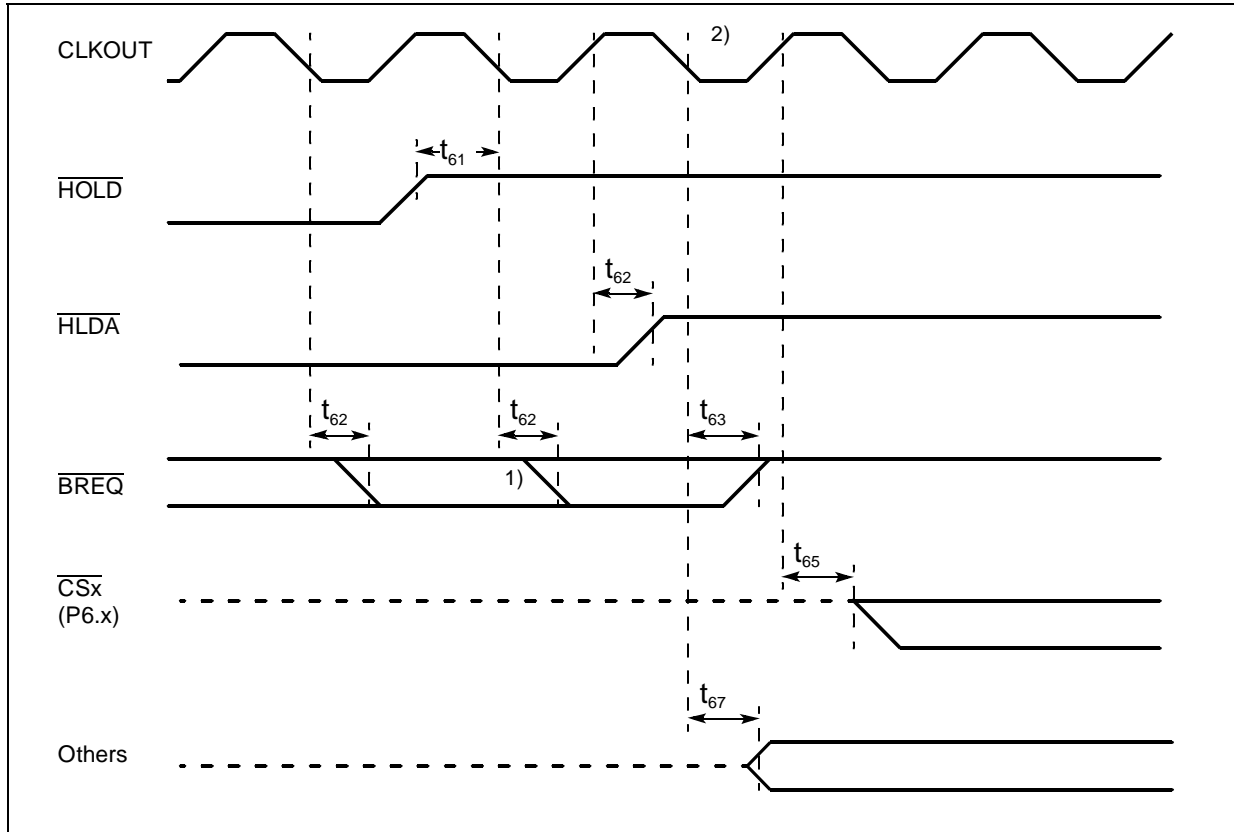 CLKOUT
2)
t61
HOLD
t62
HLDA
t62
t62
t63
BREQ
1)
t65
CSx
(P6.x)
t67
Others